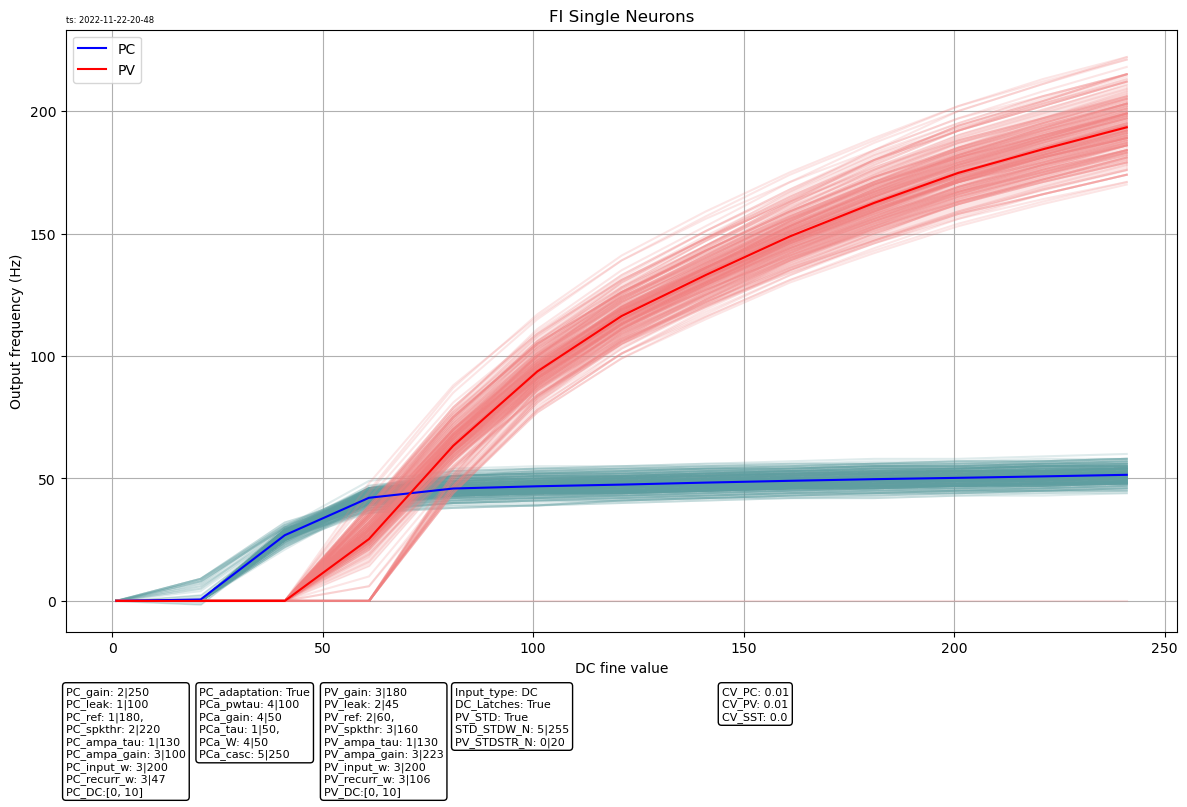 ts: 2022-11-22-20-48
FI Single Neurons
PC
PV
Output frequency (Hz)
200
150
100
50
0
0 50 100 150 200 250
DC fine value
PC_gain: 2|250
PC_leak: 1|100
PC_ref: 1|180,
PC_spkthr: 2|220
PC_ampa_tau: 1|130
PC_ampa_gain: 3|100
PC_input_w: 3|200
PC_recurr_w: 3|47
PC_DC:[0, 10]
PC_adaptation: True
PCa_pwtau: 4|100
PCa_gain: 4|50
PCa_tau: 1|50,
PCa_W: 4|50
PCa_casc: 5|250
PV_gain: 3|180
PV_leak: 2|45
PV_ref: 2|60,
PV_spkthr: 3|160
PV_ampa_tau: 1|130
PV_ampa_gain: 3|223
PV_input_w: 3|200
PV_recurr_w: 3|106
PV_DC:[0, 10]
Input_type: DC
DC_Latches: True
PV_STD: True
STD_STDW_N: 5|255
PV_STDSTR_N: 0|20
CV_PC: 0.01
CV_PV: 0.01
CV_SST: 0.0